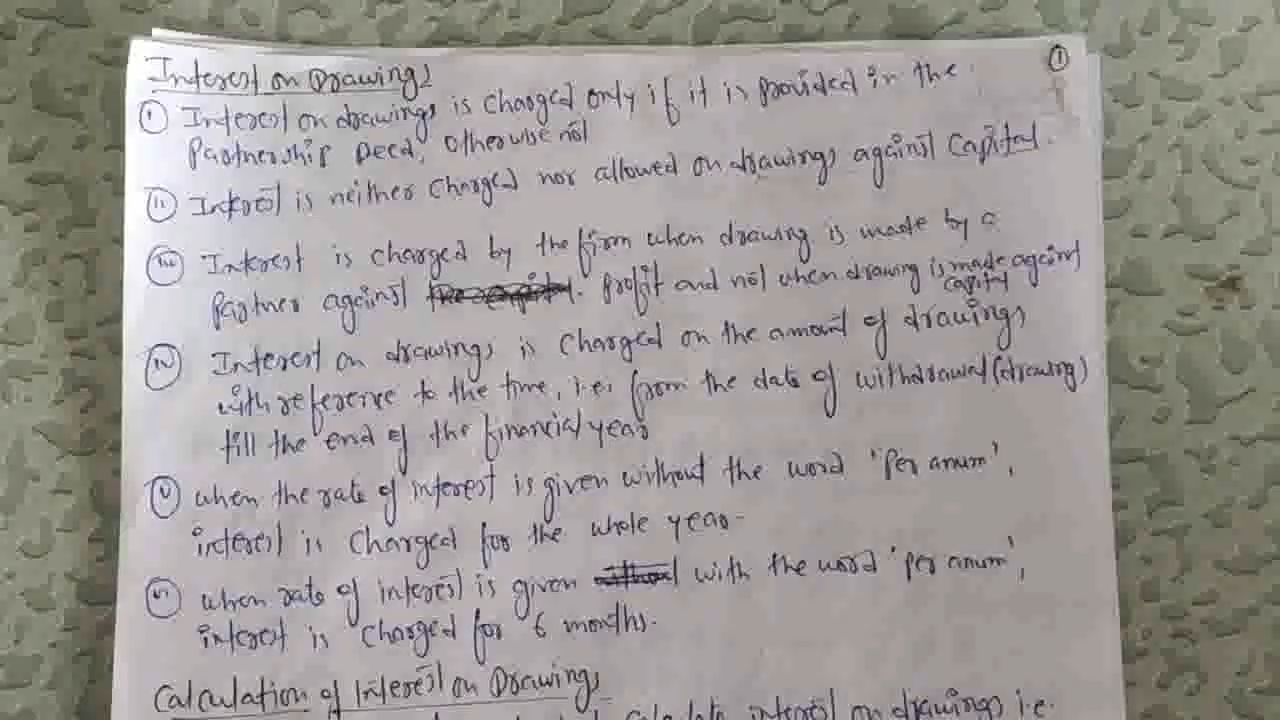 ①
Interest on Drawings
i Interest on drawings is charged only if it is provided in the
Partnership Deed, otherwise not
ii Interest is neither charged nor allowed on drawings against Capital.
iii Interest is charged by the firm when drawing is made by a
Partner against profit and not when drawing is made against
capital
iv Interest on drawings is charged on the amount of drawings
with reference to the time, i.e. from the date of withdrawal (drawing)
till the end of the financial year
v when the rate of interest is given without the word 'Per anum',
interest is charged for the whole year.
vi when rate of interest is given with the word 'per anum',
interest is charged for 6 months.
Calculation of Interest on Drawings
interest on drawings i.e.